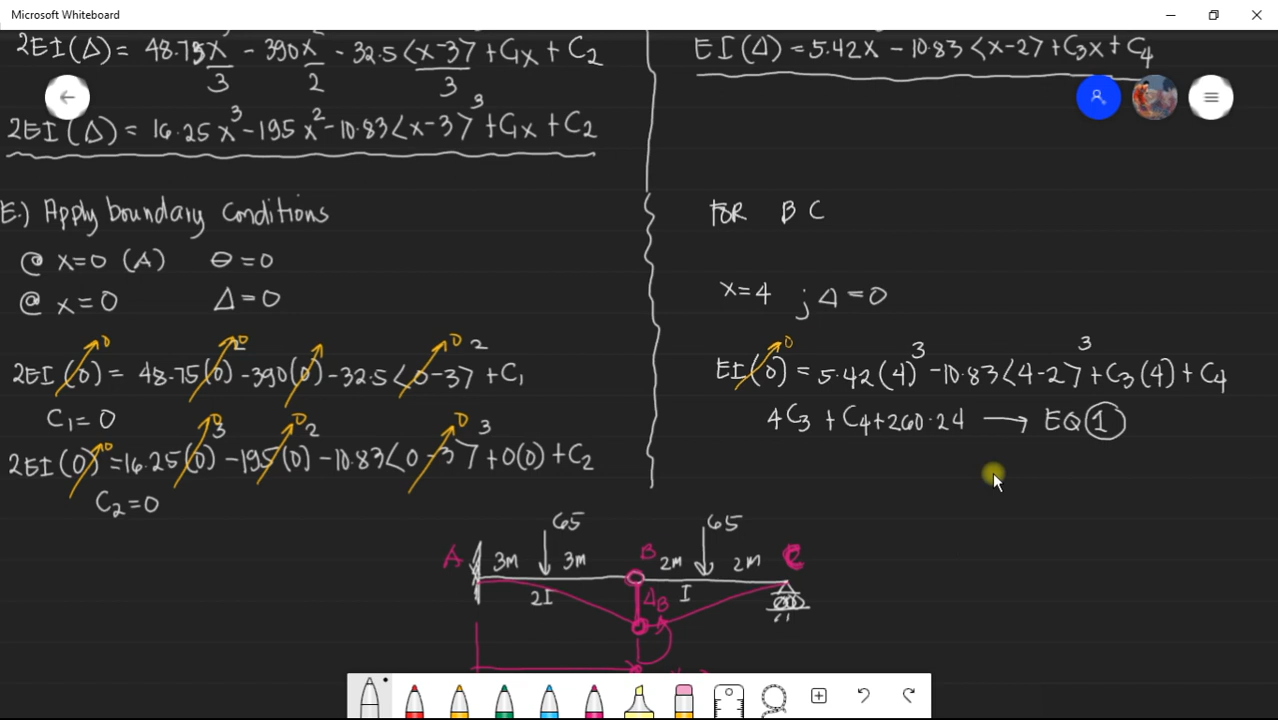 Microsoft Whiteboard
2EI(Δ) = 48.75x³/3 - 390x²/2 - 32.5<x-3>/3 + C₁x + C₂
2EI(Δ) = 16.25x³ - 195x² - 10.83<x-3>³ + C₁x + C₂
E.) Apply boundary conditions
@ x=0 (A) θ=0
@ x=0 Δ=0
2EI(0) = 48.75(0)² - 390(0) - 32.5<0-3>² + C₁
C₁=0
2EI(0) = 16.25(0)³ - 195(0)² - 10.83<0-3>³ + 0(0) + C₂
C₂=0
EI(Δ) = 5.42x - 10.83<x-2> + C₃x + C₄
FOR BC
x=4 ; Δ=0
EI(0) = 5.42(4)³ - 10.83<4-2>³ + C₃(4) + C₄
4C₃ + C₄ + 260.24 → EQ 1
65 65
A 3m 3m B 2m 2m C
2I ΔB I